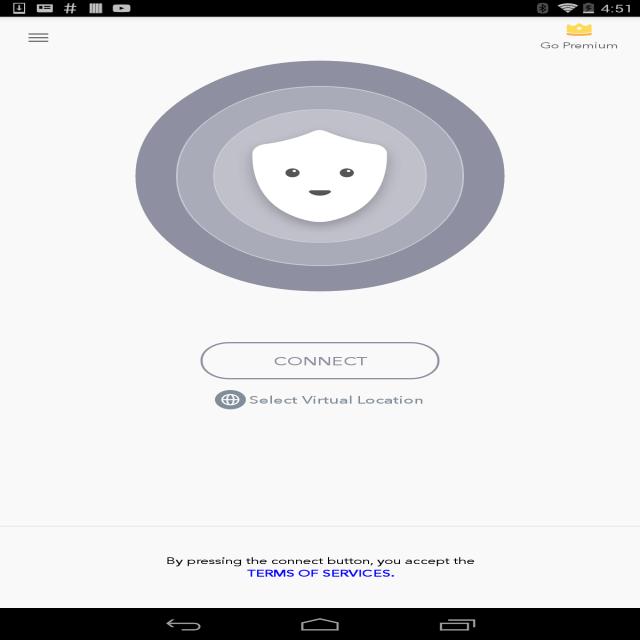 4:51
Go Premium
CONNECT
Select Virtual Location
By pressing the connect button, you accept the
TERMS OF SERVICES.